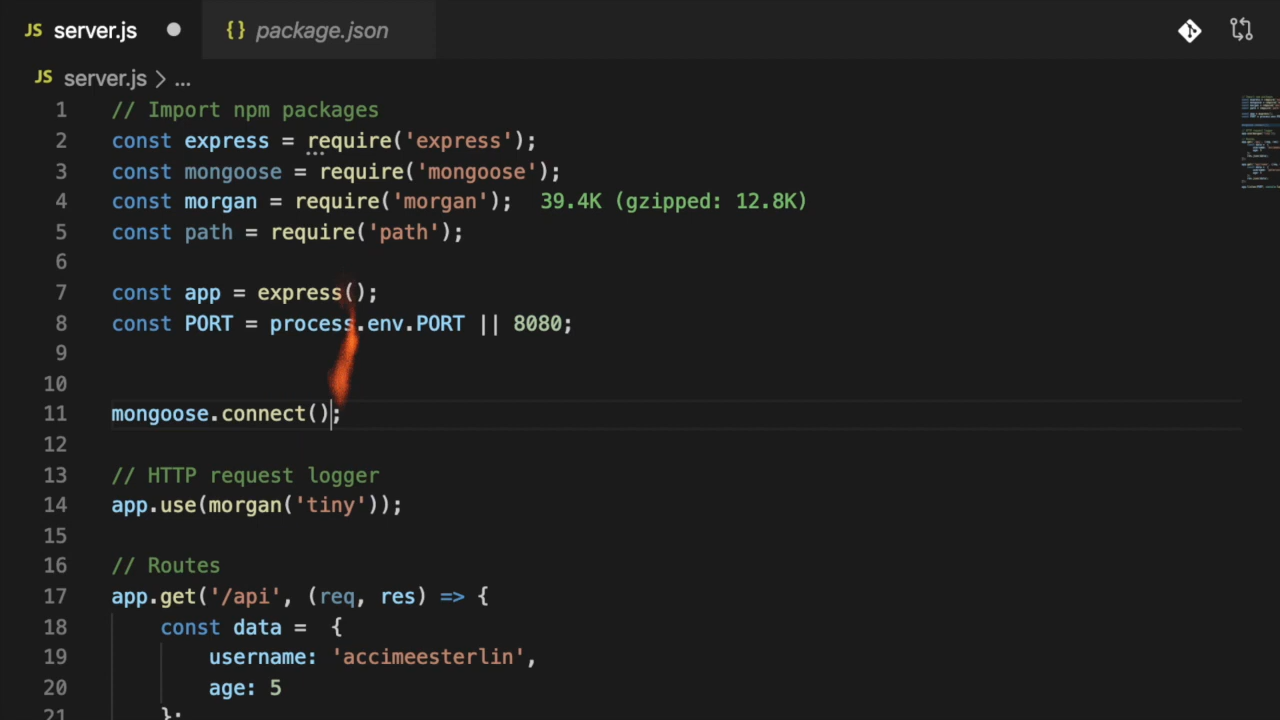 JS server.js
{} package.json
JS server.js > ...
1 // Import npm packages
2 const express = require('express');
3 const mongoose = require('mongoose');
4 const morgan = require('morgan'); 39.4K (gzipped: 12.8K)
5 const path = require('path');
6
7 const app = express();
8 const PORT = process.env.PORT || 8080;
9
10
11 mongoose.connect();
12
13 // HTTP request logger
14 app.use(morgan('tiny'));
15
16 // Routes
17 app.get('/api', (req, res) => {
18 const data = {
19 username: 'accimeesterlin',
20 age: 5
21 };